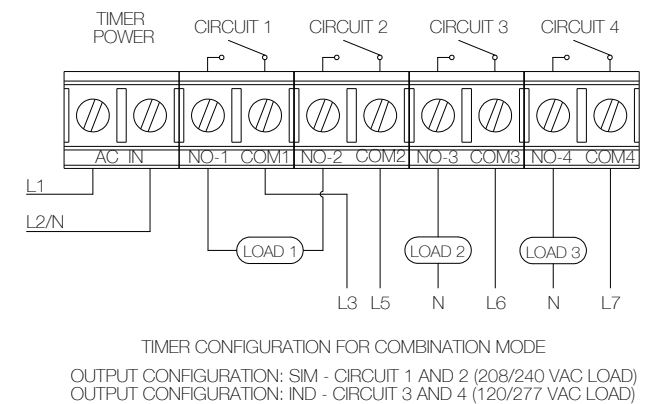 TIMER
POWER
CIRCUIT 1 CIRCUIT 2 CIRCUIT 3 CIRCUIT 4
AC IN NO-1 COM1 NO-2 COM2 NO-3 COM3 NO-4 COM4
L1
L2/N
LOAD 1 LOAD 2 LOAD 3
L3 L5 N L6 N L7
TIMER CONFIGURATION FOR COMBINATION MODE
OUTPUT CONFIGURATION: SIM - CIRCUIT 1 AND 2 (208/240 VAC LOAD)
OUTPUT CONFIGURATION: IND - CIRCUIT 3 AND 4 (120/277 VAC LOAD)